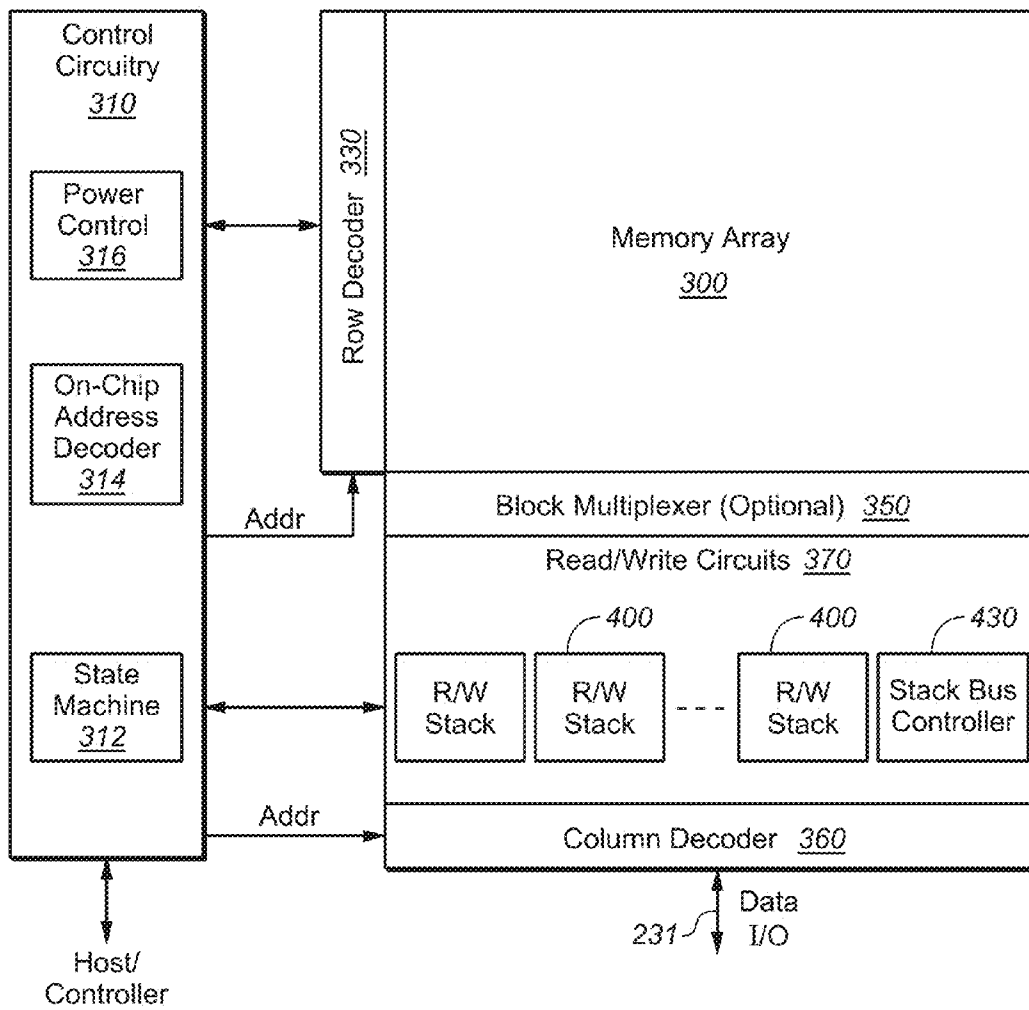 Control
Circuitry
310
Power
Control
316
On-Chip
Address
Decoder
314
State
Machine
312
Host/
Controller
Addr
Addr
Row Decoder 330
Memory Array
300
Block Multiplexer (Optional) 350
Read/Write Circuits 370
400
400
430
R/W
Stack
R/W
Stack
R/W
Stack
Stack Bus
Controller
Column Decoder 360
231
Data
I/O